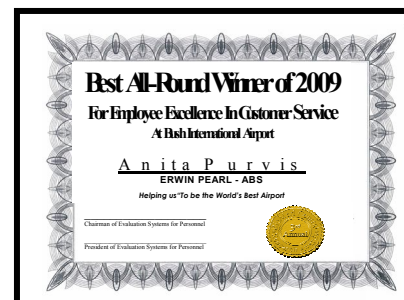 Best All-Round Winner of 2009
For Employee Excellence In Customer Service
At Bush International Airport
Anita Purvis
ERWIN PEARL - ABS
Helping us "To be the World's Best Airport
Chairman of Evaluation Systems for Personnel
President of Evaluation Systems for Personnel